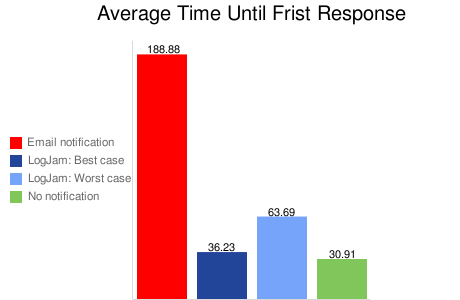 Average Time Until Frist Response
188.88
Email notification
LogJam: Best case
LogJam: Worst case
No notification
36.23
63.69
30.91